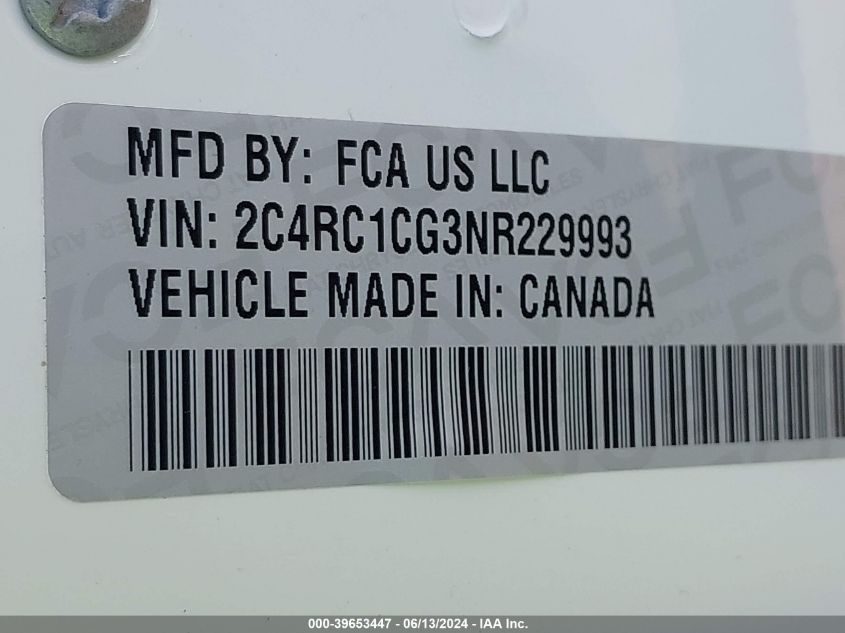 MFD BY: FCA US LLC
VIN: 2C4RC1CG3NR229993
VEHICLE MADE IN: CANADA
000-39653447 - 06/13/2024 - IAA Inc.